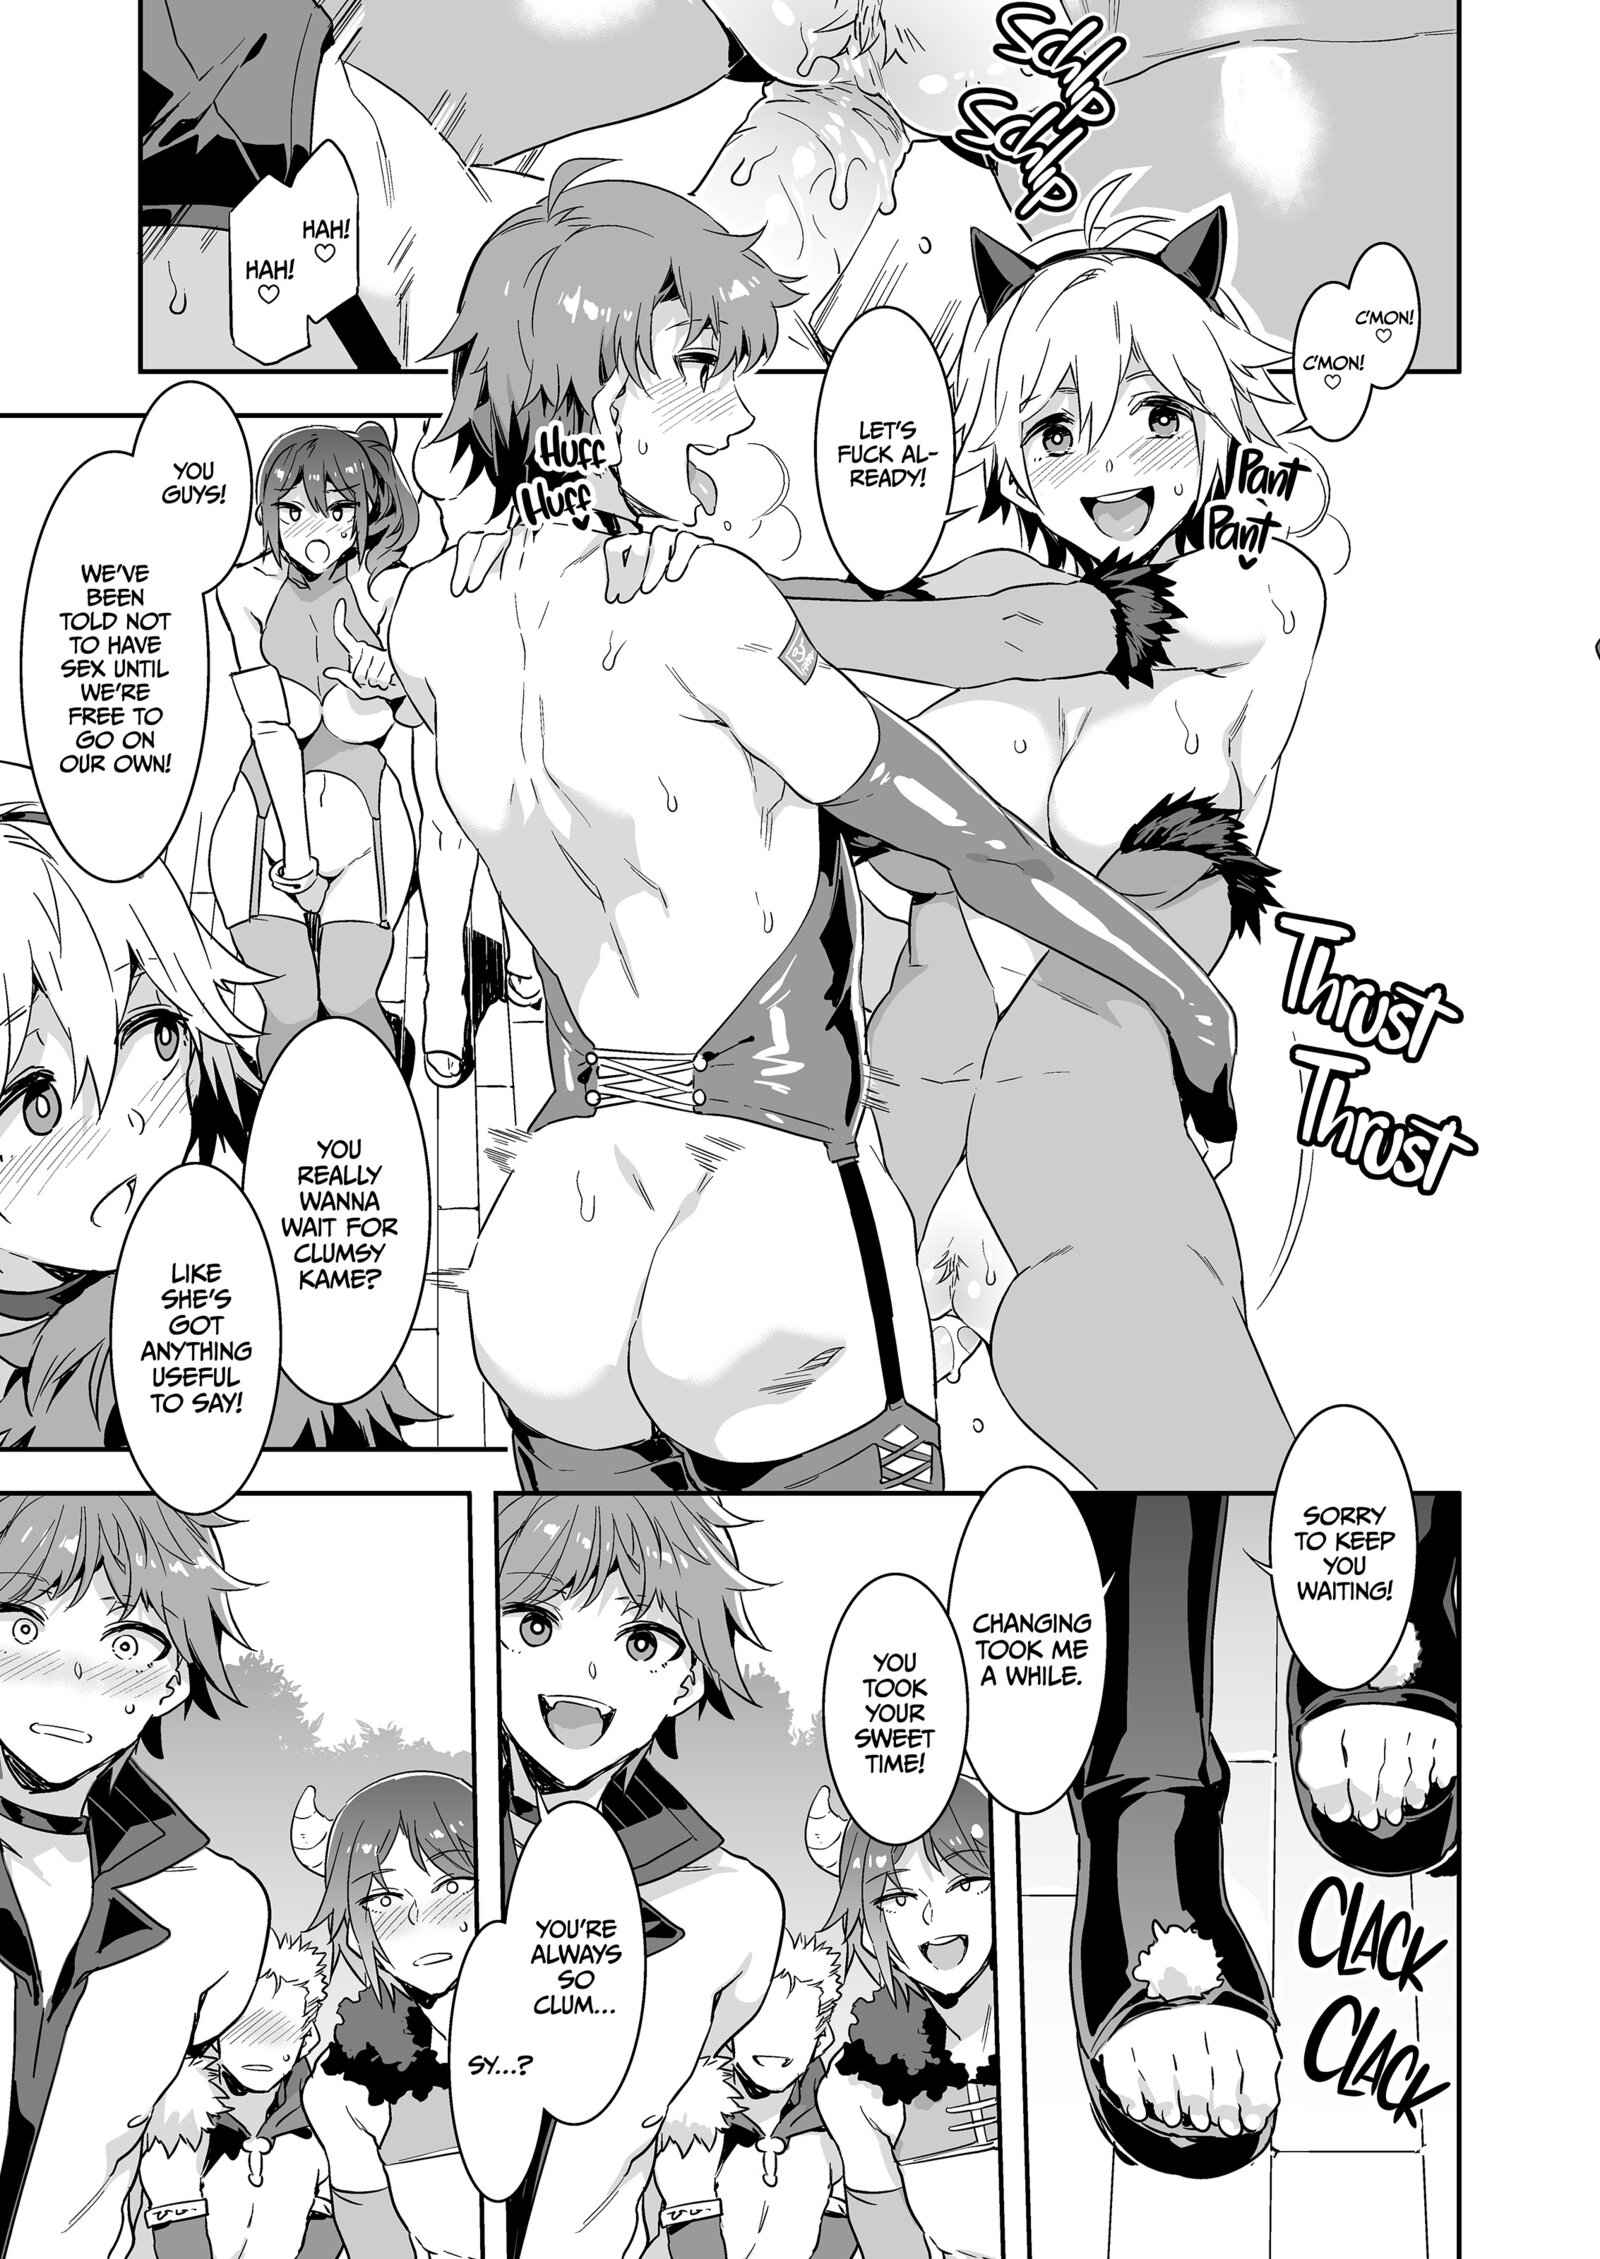 SCHLIP
SCHLIP
HAH!
♡
HAH!
♡
C'MON!
♡
C'MON!
♡
LET'S
FUCK AL-
READY!
Huff
Huff
Pant
Pant
Thrust
Thrust
YOU
GUYS!
WE'VE
BEEN
TOLD NOT
TO HAVE
SEX UNTIL
WE'RE
FREE TO
GO ON
OUR OWN!
YOU
REALLY
WANNA
WAIT FOR
CLUMSY
KAME?
LIKE
SHE'S
GOT
ANYTHING
USEFUL
TO SAY!
SORRY
TO KEEP
YOU
WAITING!
CHANGING
TOOK ME
A WHILE.
CLACK
CLACK
YOU
TOOK
YOUR
SWEET
TIME!
YOU'RE
ALWAYS
SO
CLUM...
SY...?